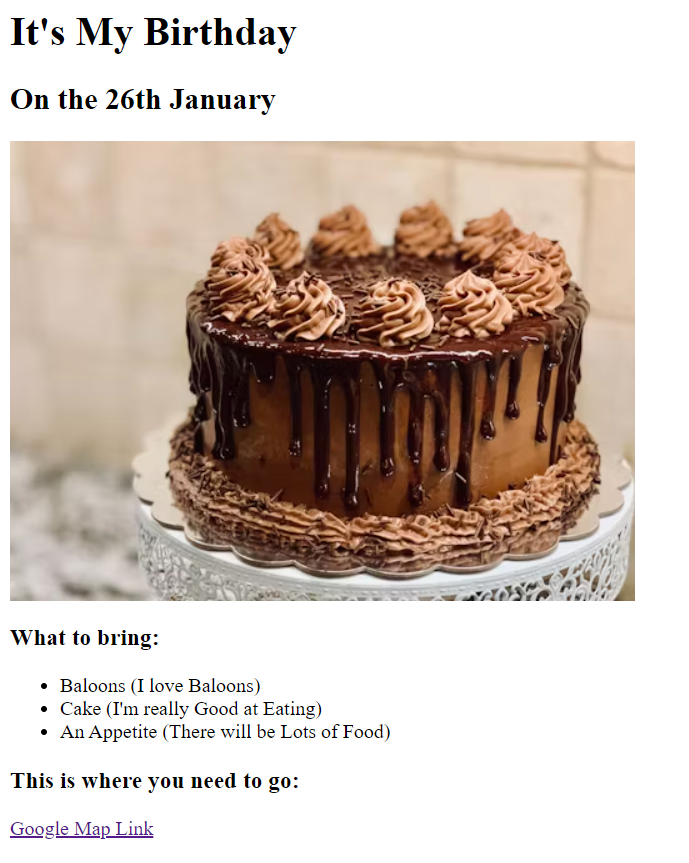 It's My Birthday
On the 26th January
What to bring:
Baloons (I love Baloons)
Cake (I'm really Good at Eating)
An Appetite (There will be Lots of Food)
This is where you need to go:
Google Map Link